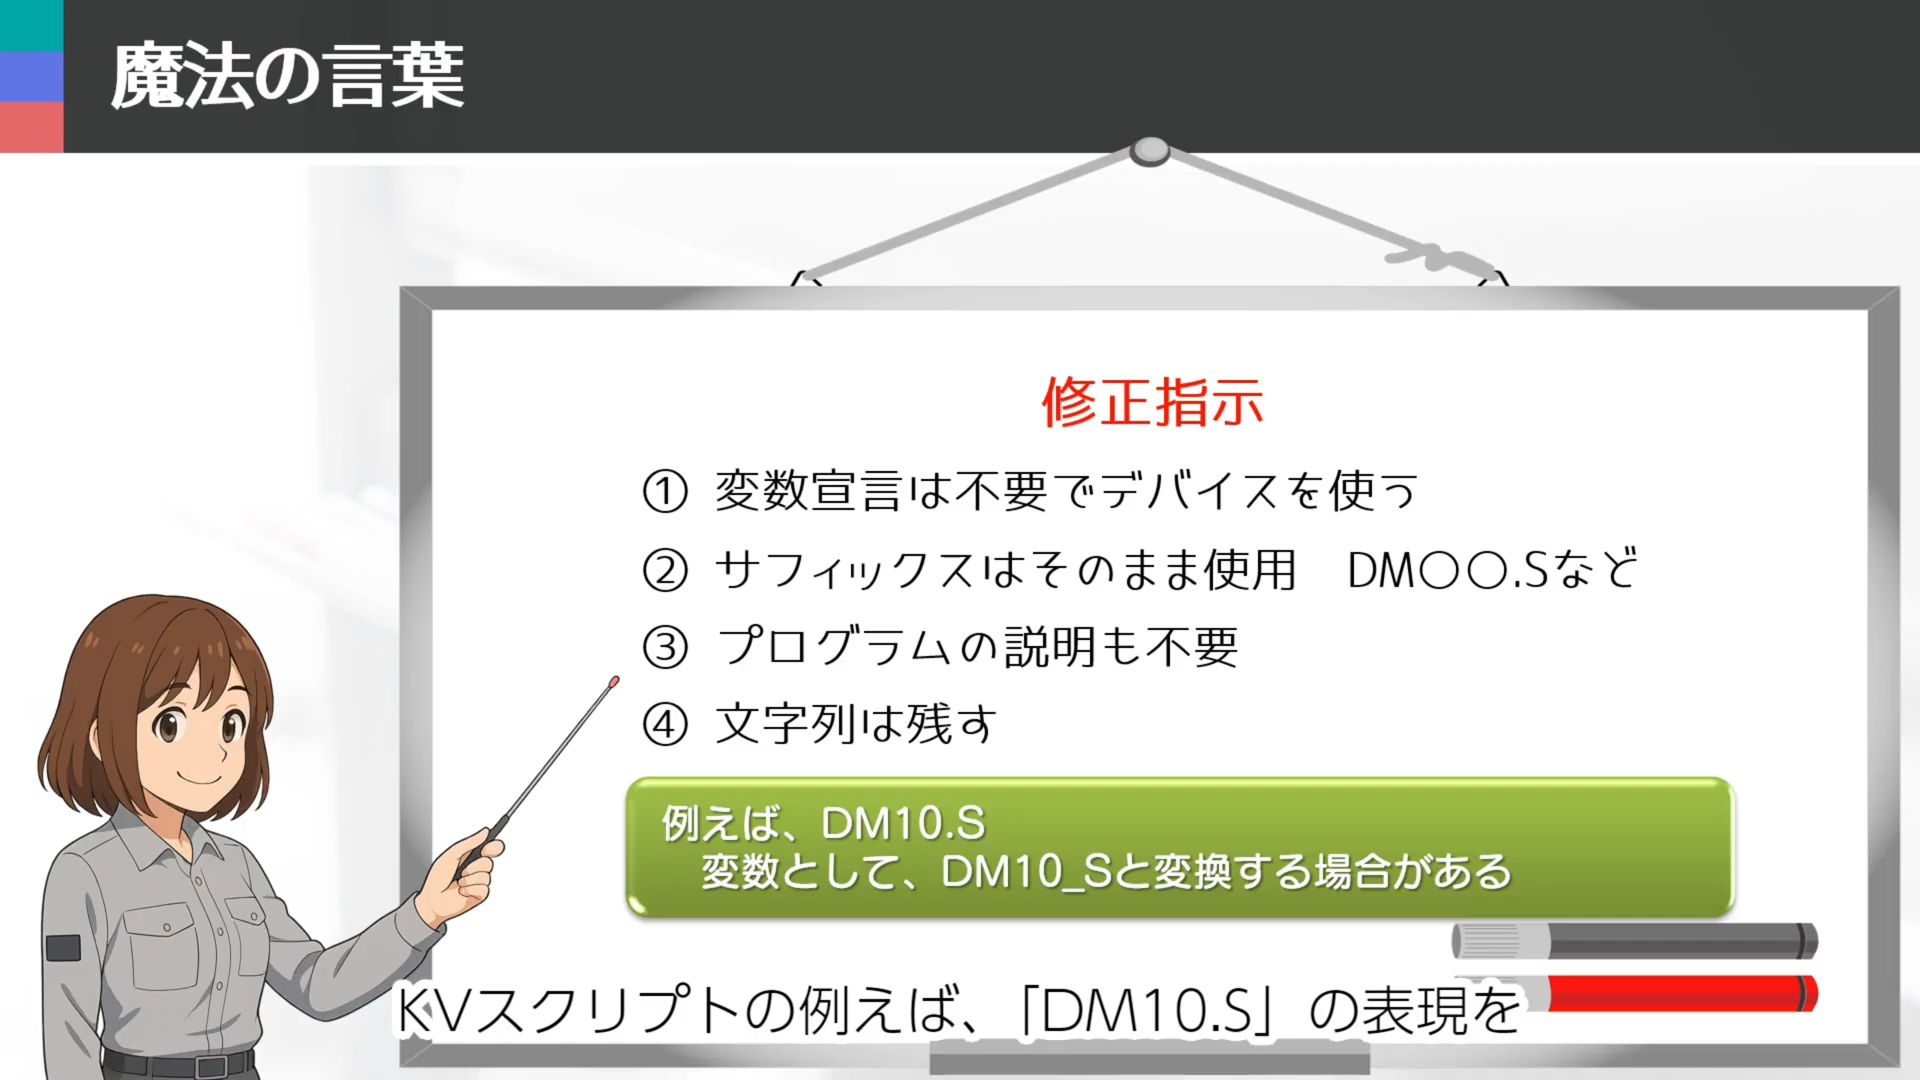 魔法の言葉
修正指示
① 変数宣言は不要でデバイスを使う
② サフィックスはそのまま使用　DM〇〇.Sなど
③ プログラムの説明も不要
④ 文字列は残す
例えば、DM10.S
変数として、DM10_Sと変換する場合がある
KVスクリプトの例えば、「DM10.S」の表現を